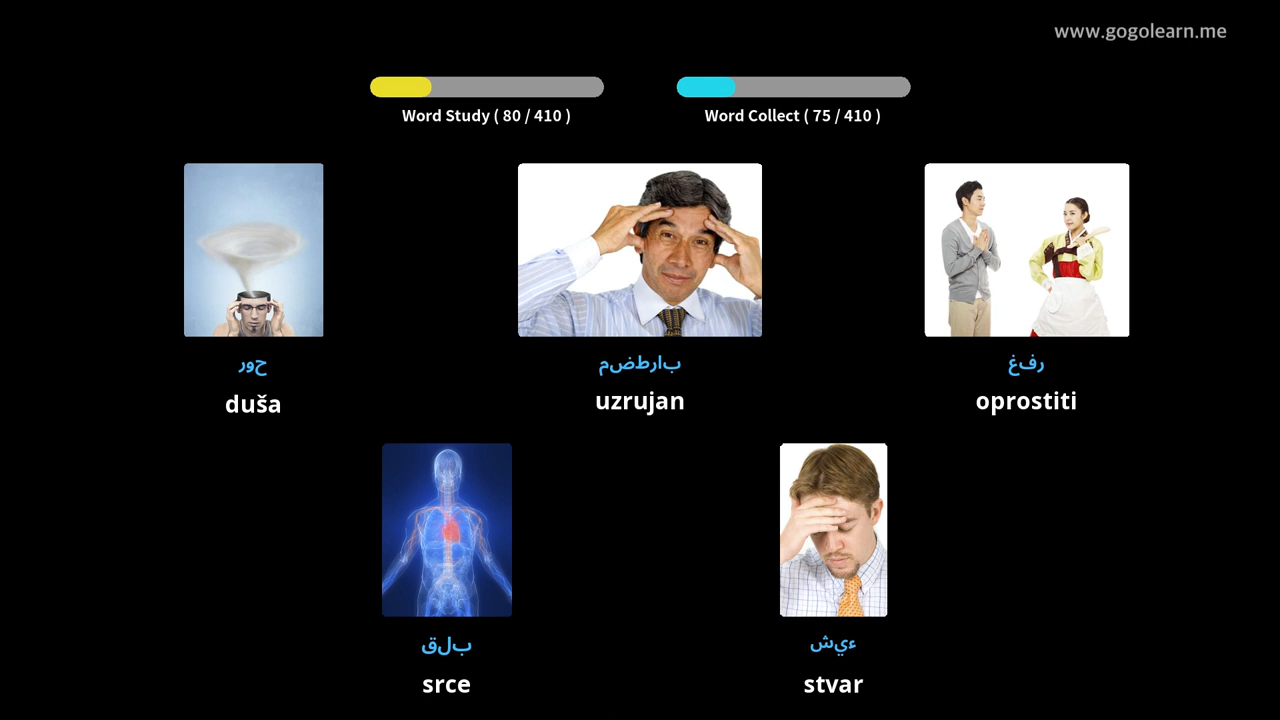 www.gogolearn.me
Word Study ( 80 / 410 )
Word Collect ( 75 / 410 )
حور
duša
بارطضم
uzrujan
رفغ
oprostiti
بلق
srce
ءيش
stvar